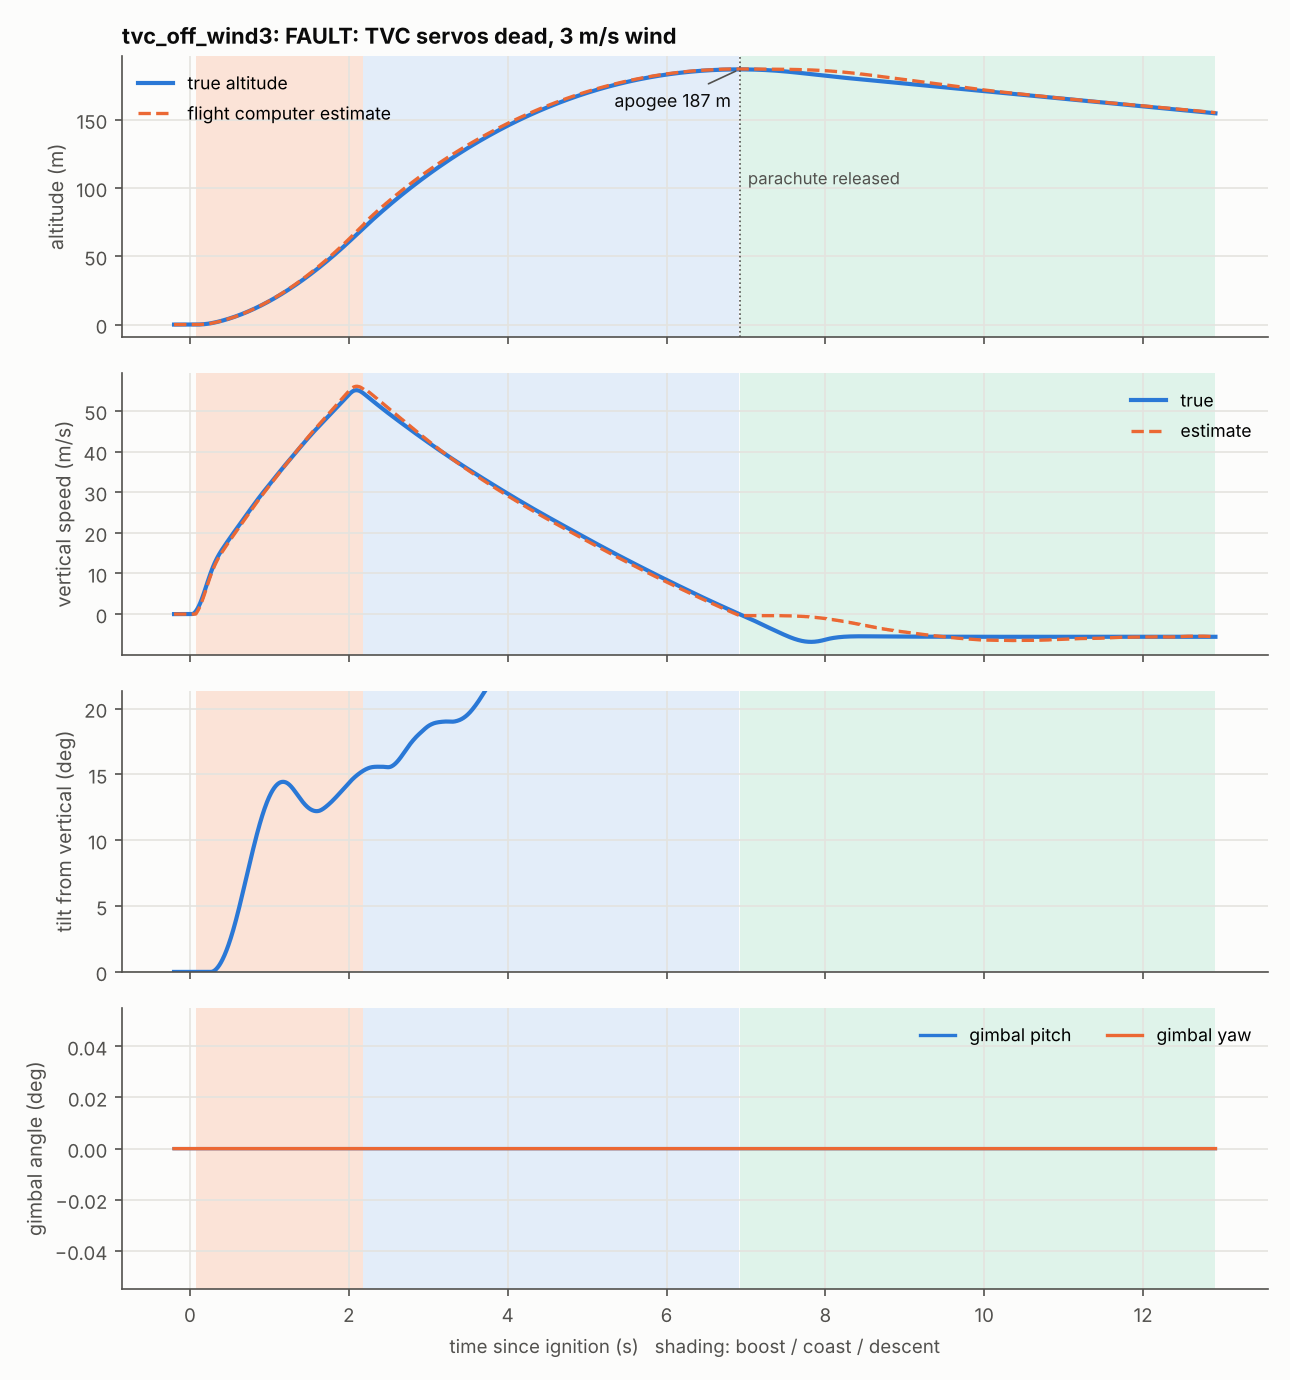 tvc_off_wind3: FAULT: TVC servos dead, 3 m/s wind
true altitude
flight computer estimate
apogee 187 m
parachute released
altitude (m)
150
100
50
0
true
estimate
vertical speed (m/s)
50
40
30
20
10
0
tilt from vertical (deg)
20
15
10
5
0
gimbal pitch
gimbal yaw
gimbal angle (deg)
0.04
0.02
0.00
−0.02
−0.04
0 2 4 6 8 10 12
time since ignition (s) shading: boost / coast / descent